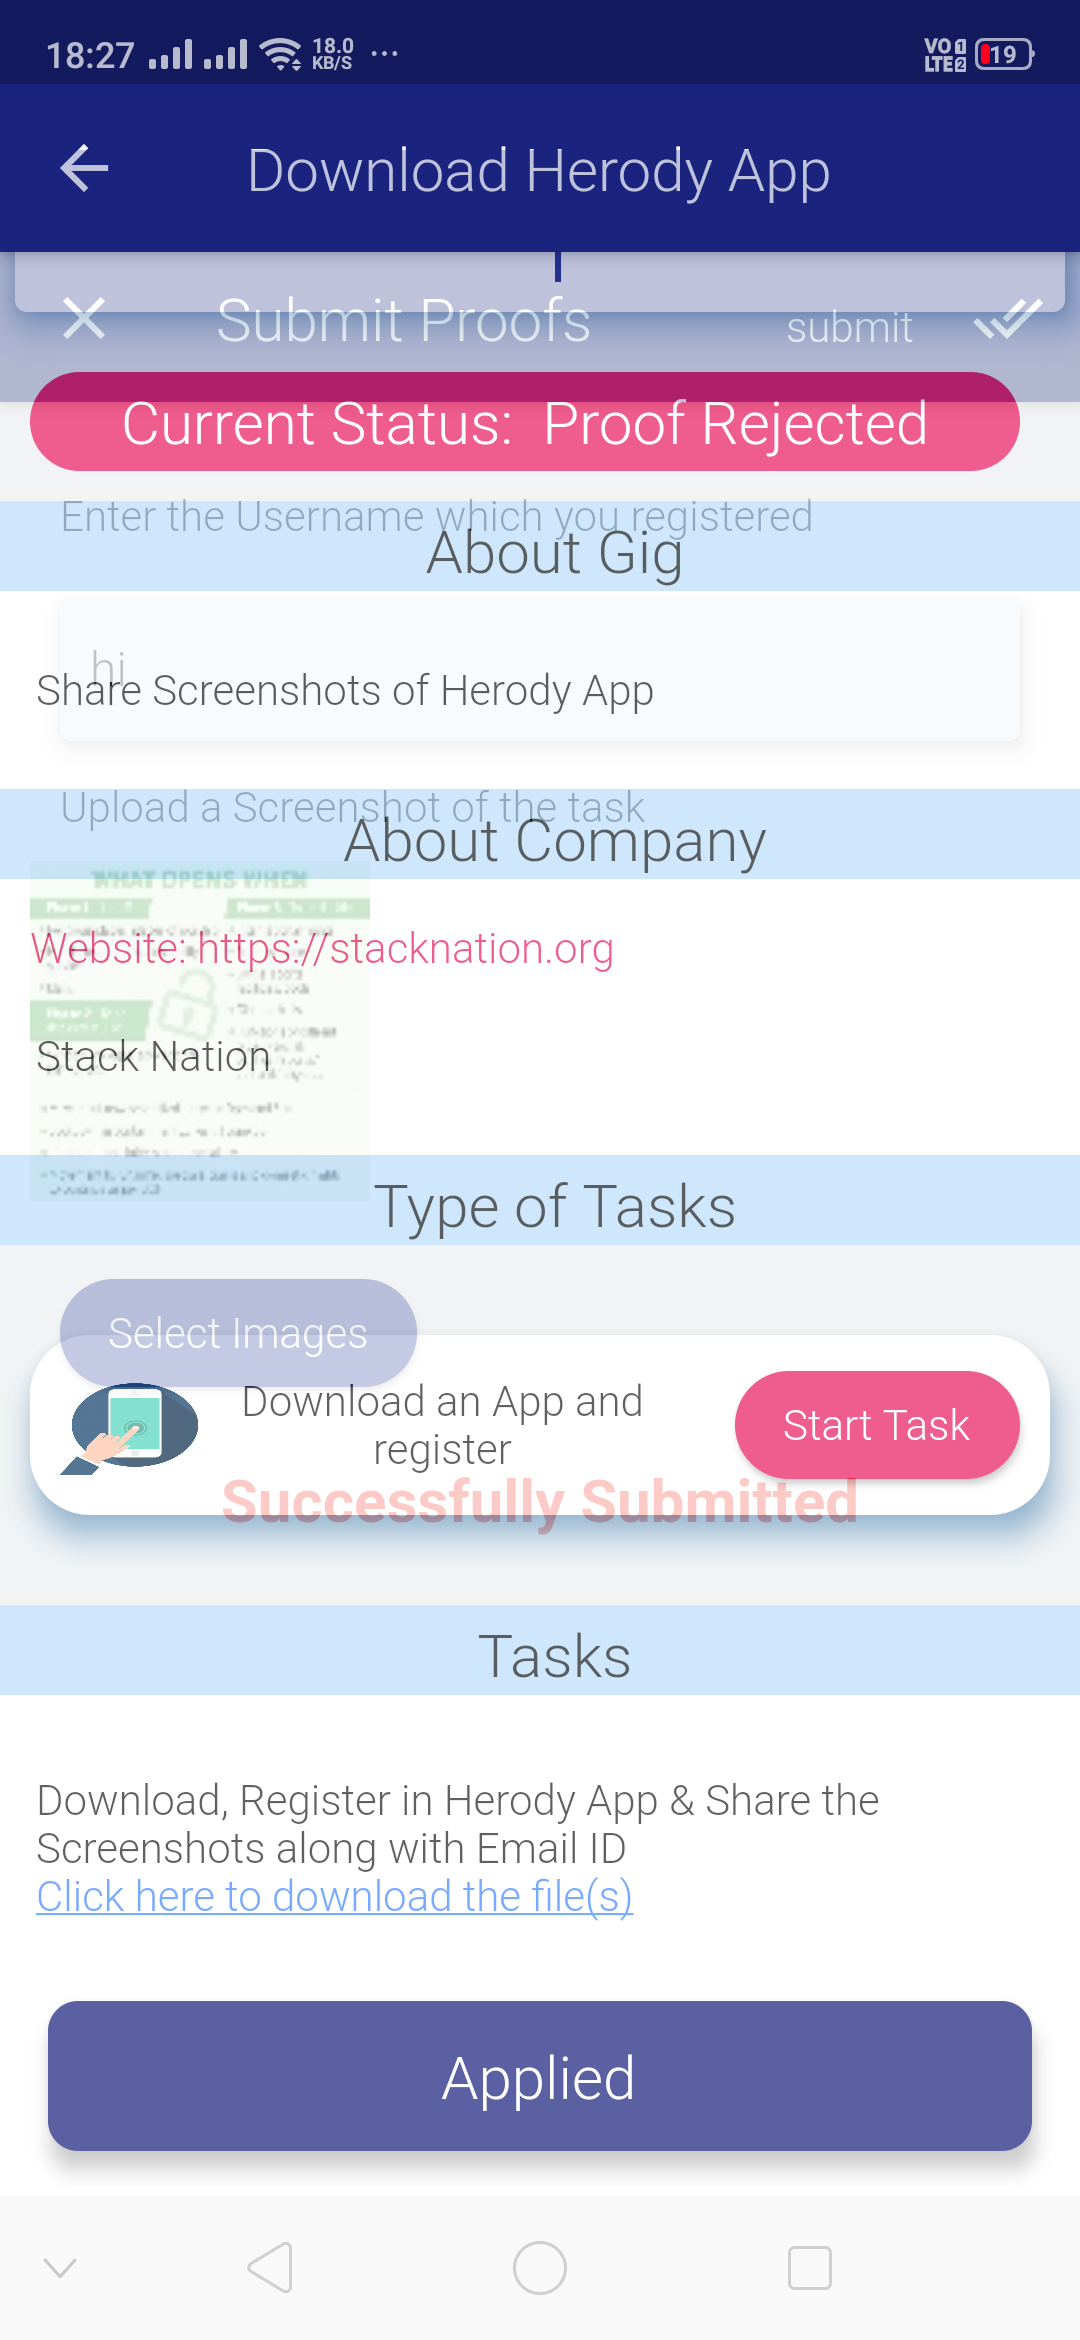 18:27 18.0 KB/S ... VO LTE 1 2 19
Download Herody App
Submit Proofs submit
Current Status: Proof Rejected
Enter the Username which you registered
About Gig
hi
Share Screenshots of Herody App
Upload a Screenshot of the task
About Company
WHAT OPENS WHEN
Website: https://stacknation.org
Stack Nation
Type of Tasks
Select Images
Download an App and
register
Start Task
Successfully Submitted
Tasks
Download, Register in Herody App & Share the
Screenshots along with Email ID
Click here to download the file(s)
Applied